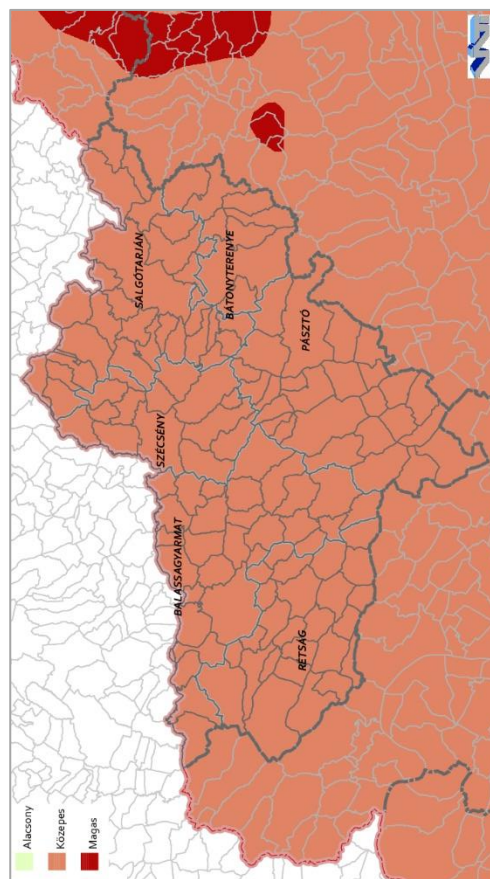 Alacsony
Közepes
Magas
SALGÓTARJÁN
BÁTONYTERENYE
SZÉCSÉNY
PÁSZTÓ
BALASSAGYARMAT
RÉTSÁG